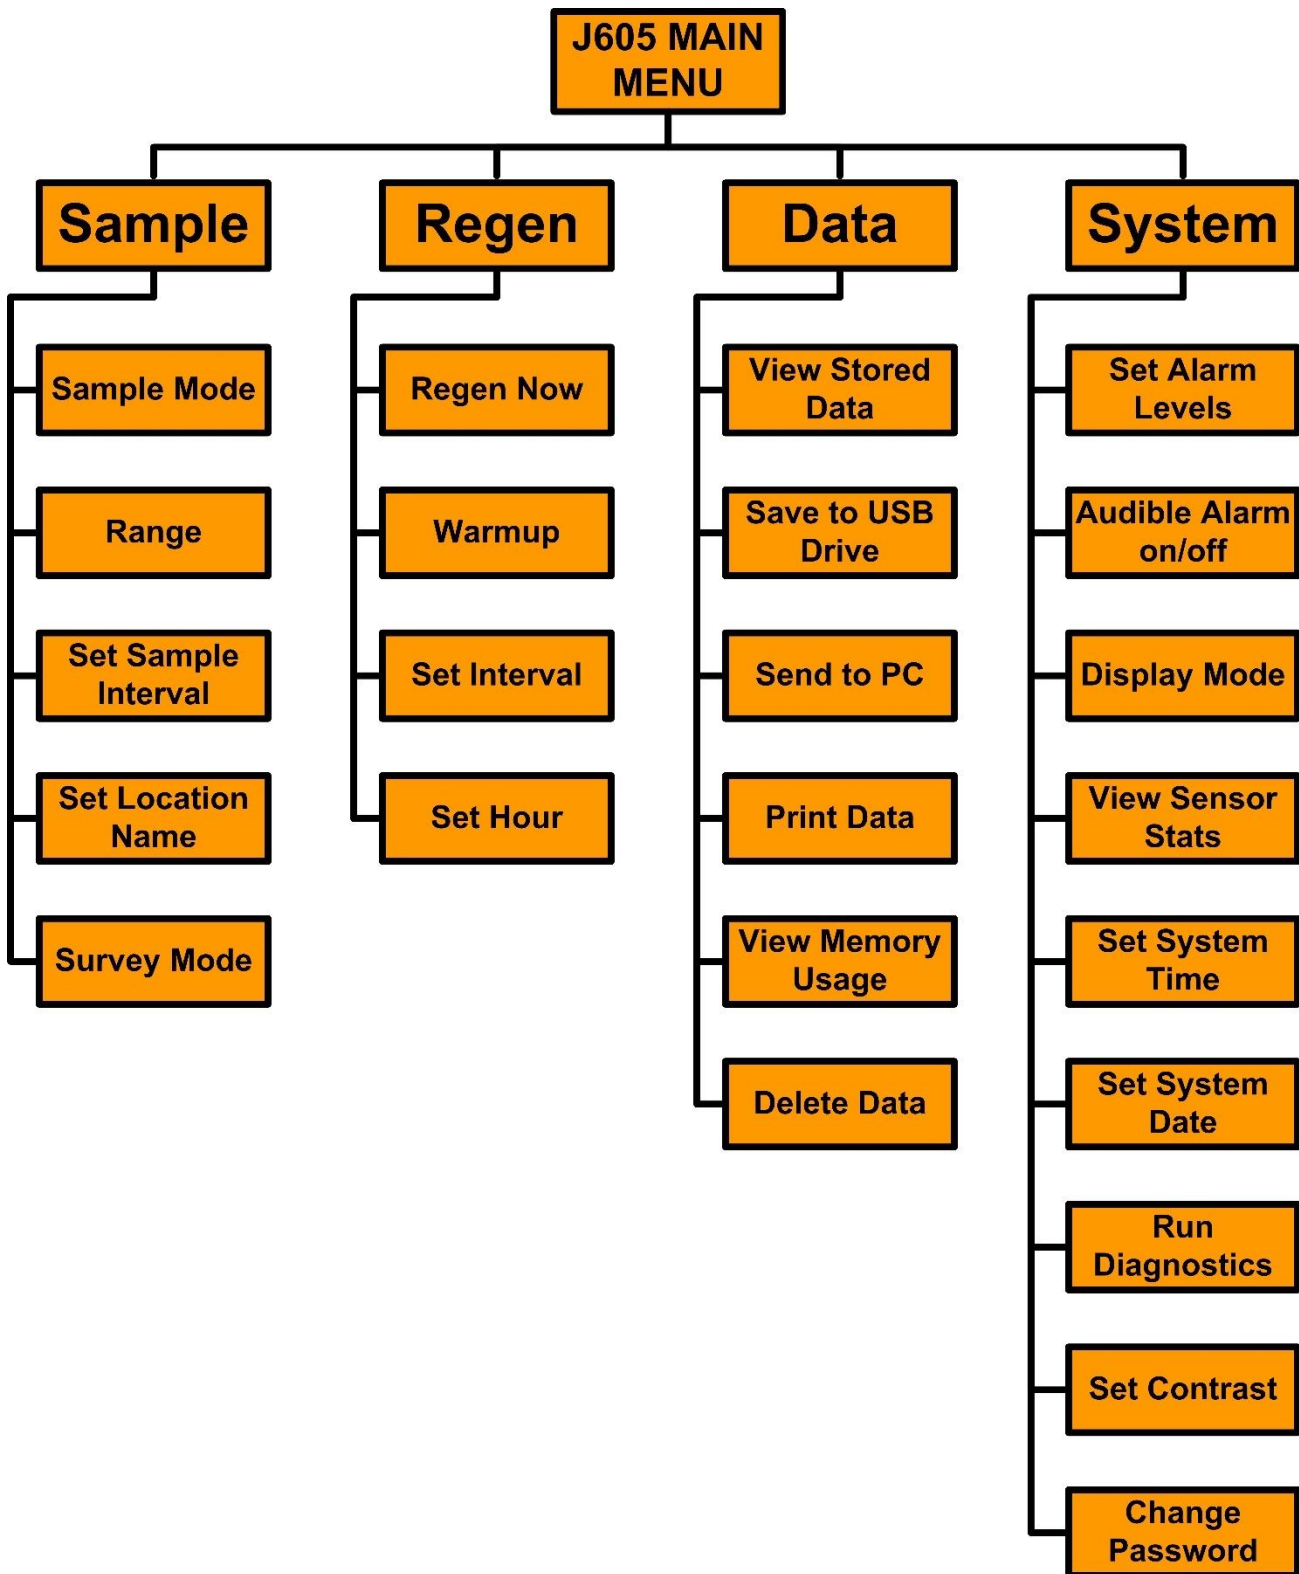 J605 MAIN
MENU
Sample
Regen
Data
System
Sample Mode
Range
Set Sample
Interval
Set Location
Name
Survey Mode
Regen Now
Warmup
Set Interval
Set Hour
View Stored
Data
Save to USB
Drive
Send to PC
Print Data
View Memory
Usage
Delete Data
Set Alarm
Levels
Audible Alarm
on/off
Display Mode
View Sensor
Stats
Set System
Time
Set System
Date
Run
Diagnostics
Set Contrast
Change
Password